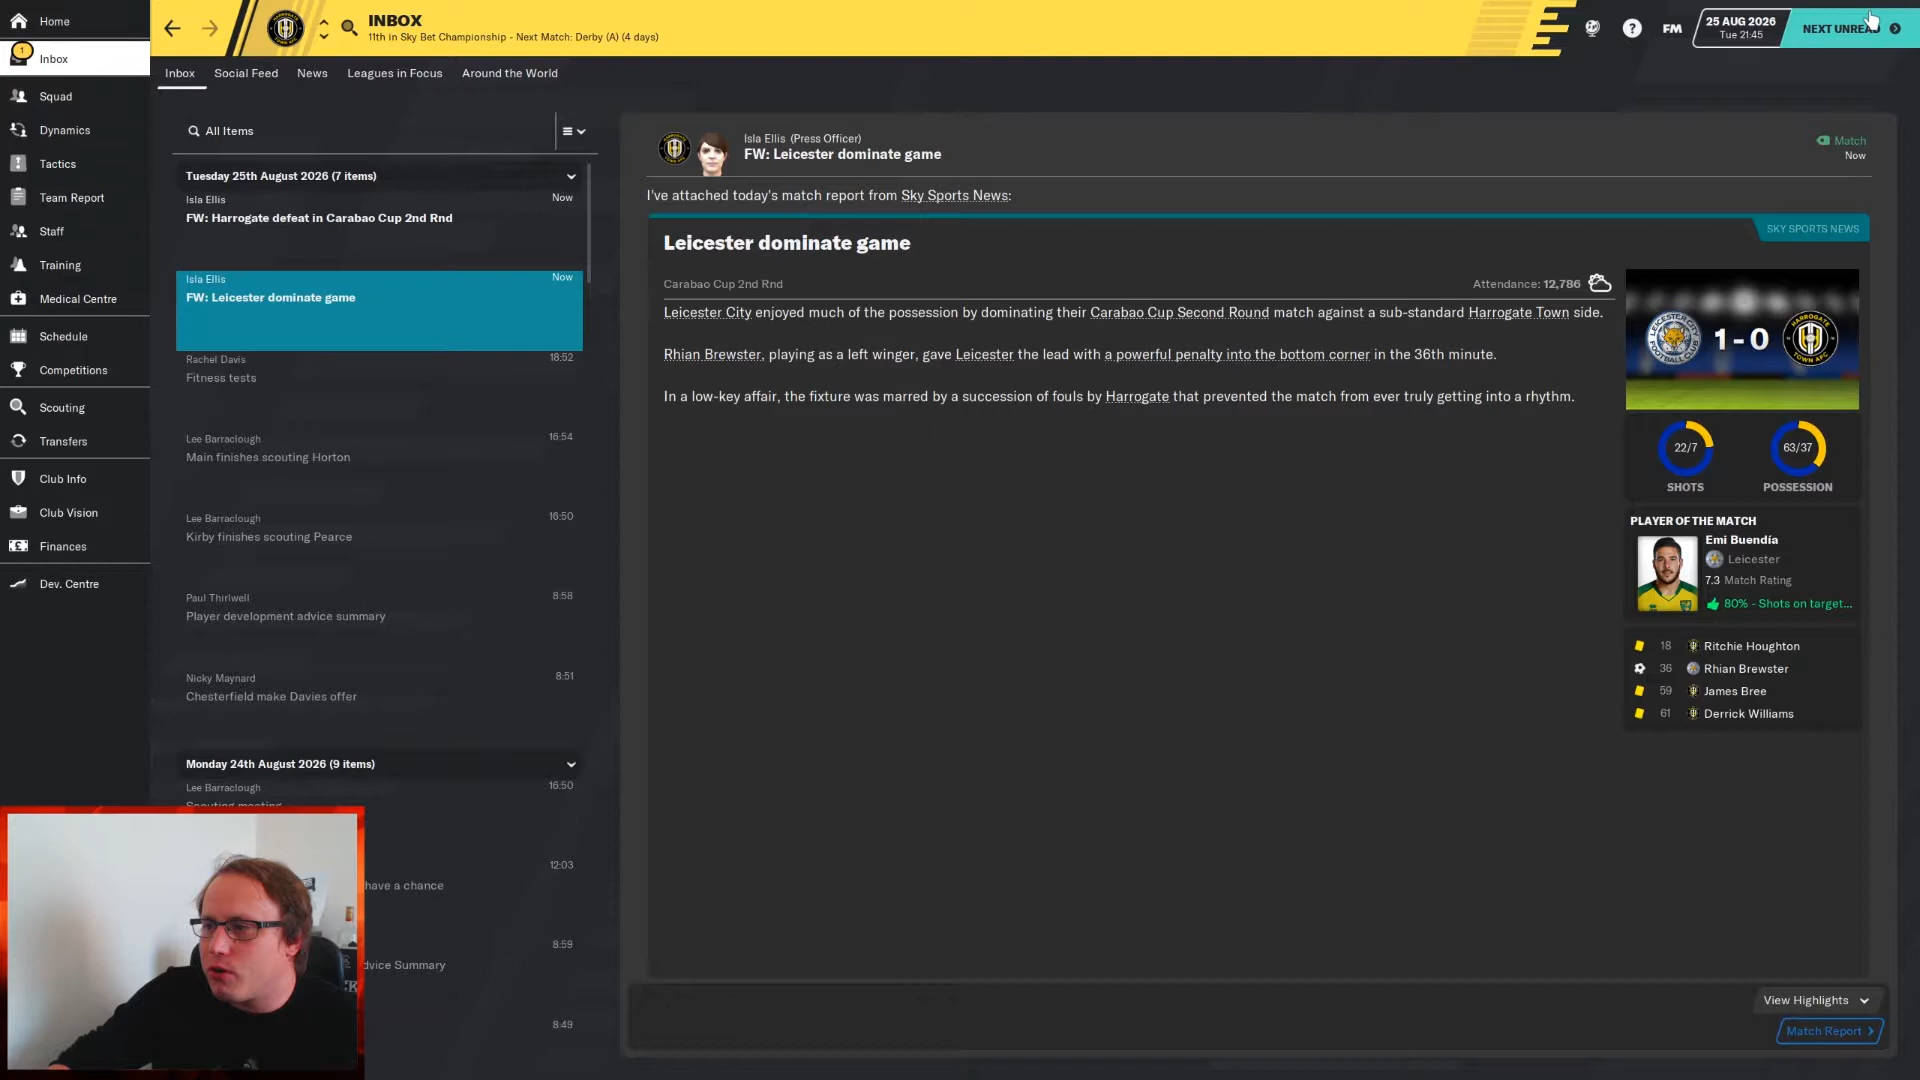 Home
INBOX
11th in Sky Bet Championship - Next Match: Derby (A) (4 days)
FM
25 AUG 2026
Tue 21:45
NEXT UNREA
1
Inbox
Squad
Dynamics
Tactics
Team Report
Staff
Training
Medical Centre
Schedule
Competitions
Scouting
Transfers
Club Info
Club Vision
Finances
Dev. Centre
Inbox Social Feed News Leagues in Focus Around the World
All Items
Tuesday 25th August 2026 (7 items)
Isla Ellis Now
FW: Harrogate defeat in Carabao Cup 2nd Rnd
Isla Ellis Now
FW: Leicester dominate game
Rachel Davis 18:52
Fitness tests
Lee Barraclough 16:54
Main finishes scouting Horton
Lee Barraclough 16:50
Kirby finishes scouting Pearce
Paul Thirlwell 8:58
Player development advice summary
Nicky Maynard 8:51
Chesterfield make Davies offer
Monday 24th August 2026 (9 items)
Lee Barraclough 16:50
Scouting meeting
12:03
have a chance
8:59
dvice Summary
8:49
Isla Ellis (Press Officer)
FW: Leicester dominate game
Match
Now
I've attached today's match report from Sky Sports News:
SKY SPORTS NEWS
Leicester dominate game
Carabao Cup 2nd Rnd Attendance: 12,786
Leicester City enjoyed much of the possession by dominating their Carabao Cup Second Round match against a sub-standard Harrogate Town side.
Rhian Brewster, playing as a left winger, gave Leicester the lead with a powerful penalty into the bottom corner in the 36th minute.
In a low-key affair, the fixture was marred by a succession of fouls by Harrogate that prevented the match from ever truly getting into a rhythm.
1 - 0
22/7 63/37
SHOTS POSSESSION
PLAYER OF THE MATCH
Emi Buendía
Leicester
7.3 Match Rating
80% - Shots on target...
18 Ritchie Houghton
36 Rhian Brewster
59 James Bree
61 Derrick Williams
View Highlights
Match Report